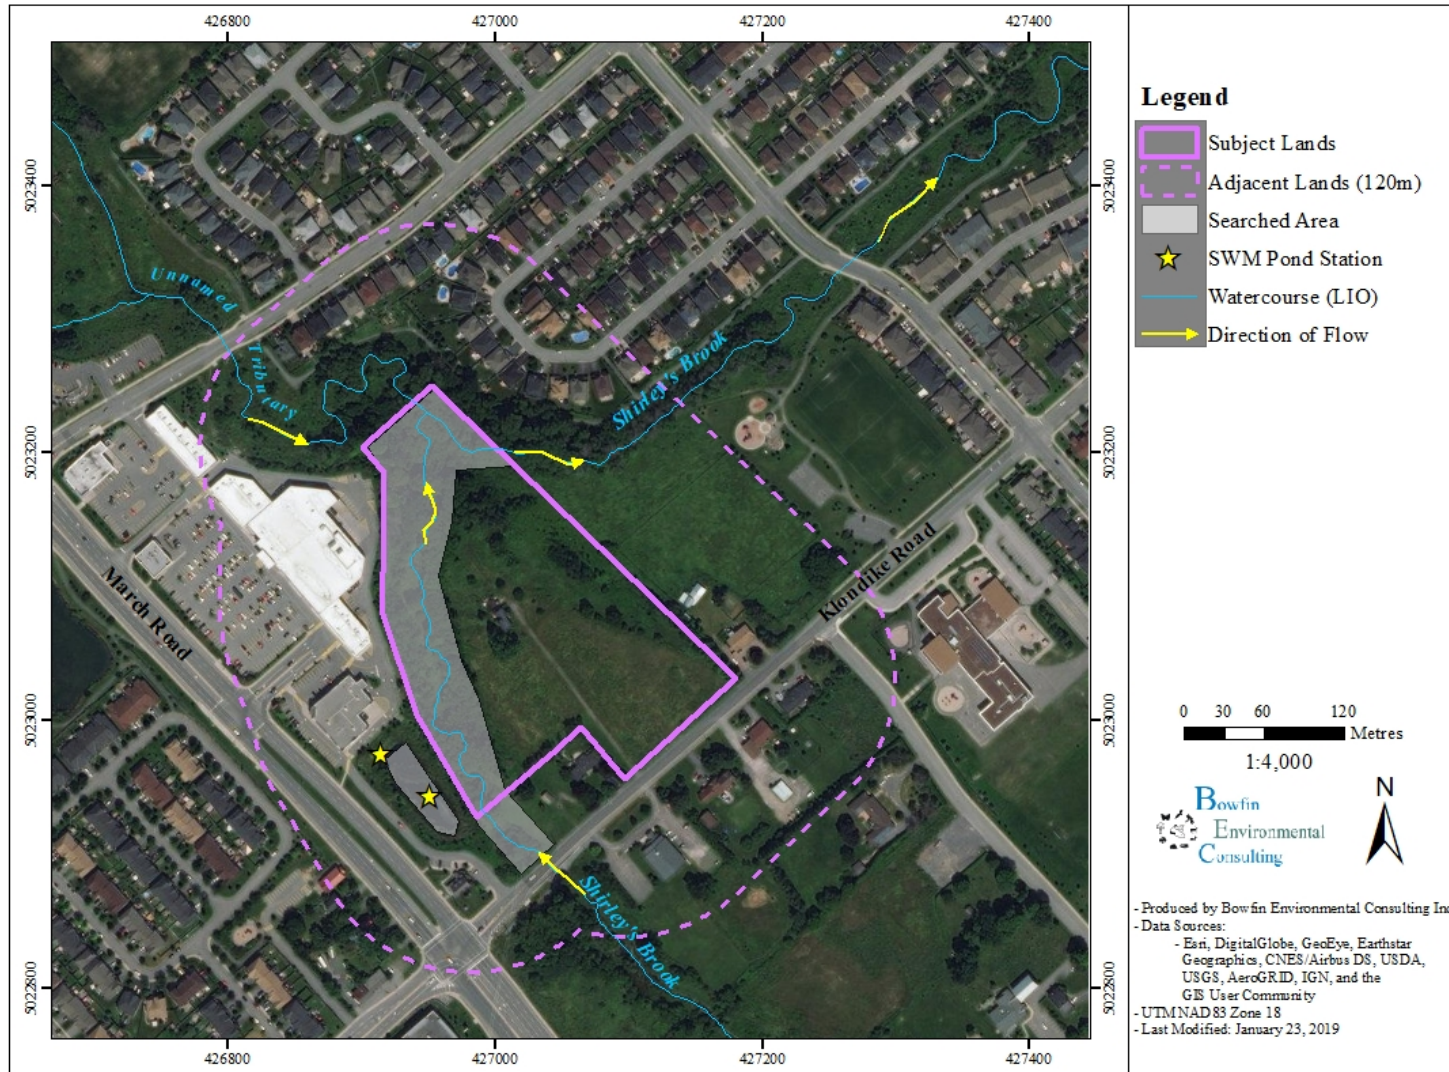 426800
427000
427200
427400
5023400
5023200
5023000
5022800
5023400
5023200
5023000
5022800
Unnamed
Tributary
Shirley's Brook
March Road
Klondike Road
Shirley's Brook
426800
427000
427200
427400
Legend
Subject Lands
Adjacent Lands (120m)
Searched Area
SWM Pond Station
Watercourse (LIO)
Direction of Flow
0 30 60 120
Metres
1:4,000
Bowfin
Environmental
Consulting
N
- Produced by Bowfin Environmental Consulting Inc
- Data Sources:
- Esri, DigitalGlobe, GeoEye, Earthstar
Geographics, CNES/Airbus DS, USDA,
USGS, AeroGRID, IGN, and the
GIS User Community
- UTM NAD83 Zone 18
- Last Modified: January 23, 2019